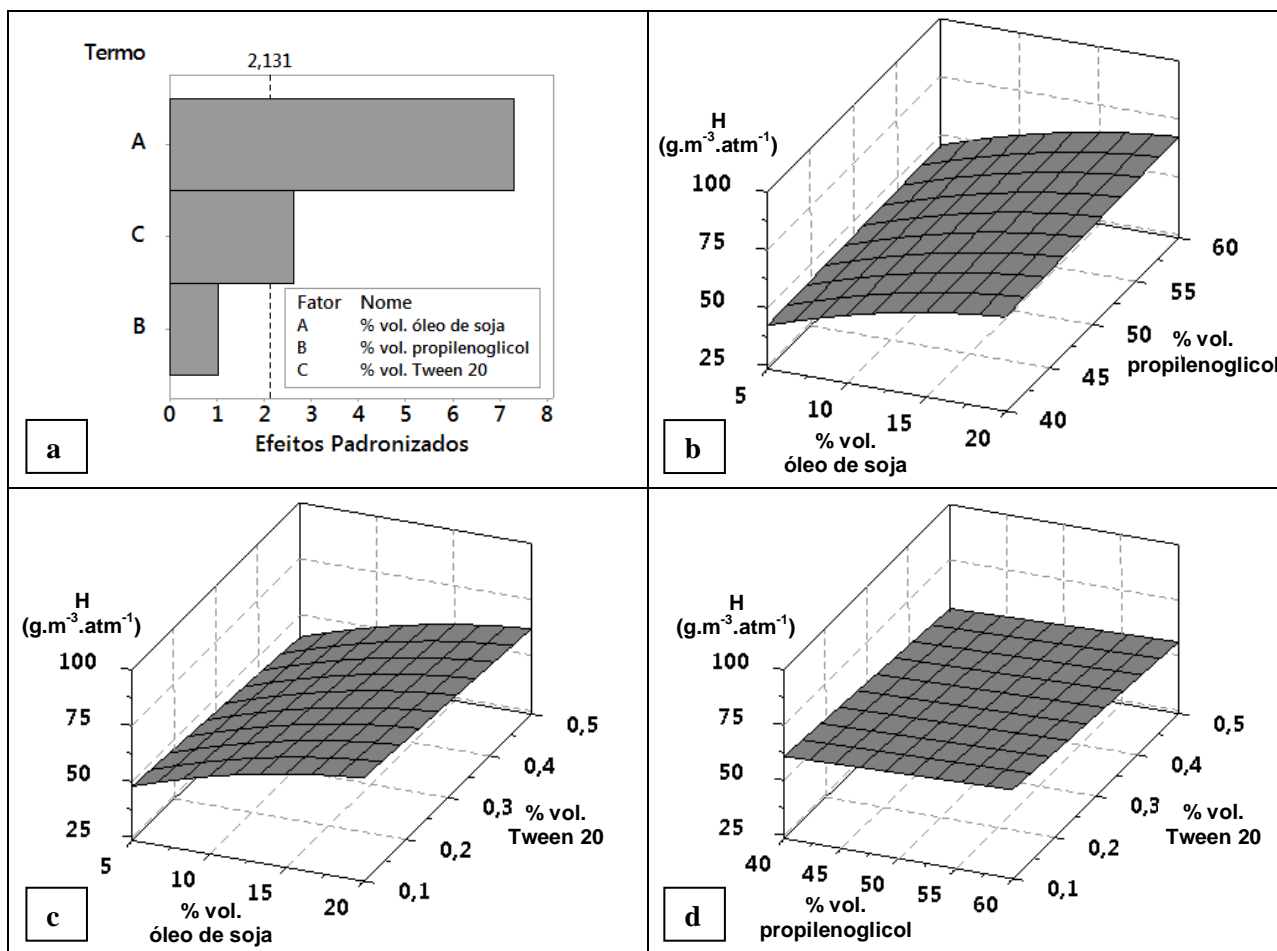 Termo
2,131
A
C
B
Fator Nome
A % vol. óleo de soja
B % vol. propilenoglicol
C % vol. Tween 20
0 1 2 3 4 5 6 7 8
Efeitos Padronizados
a
H
(g.m-3.atm-1)
100
75
50
25
5 10 15 20
% vol.
óleo de soja
40 45 50 55 60
% vol.
propilenoglicol
b
H
(g.m-3.atm-1)
100
75
50
25
5 10 15 20
% vol.
óleo de soja
0,1 0,2 0,3 0,4 0,5
% vol.
Tween 20
c
H
(g.m-3.atm-1)
100
75
50
25
40 45 50 55 60
% vol.
propilenoglicol
0,1 0,2 0,3 0,4 0,5
% vol.
Tween 20
d